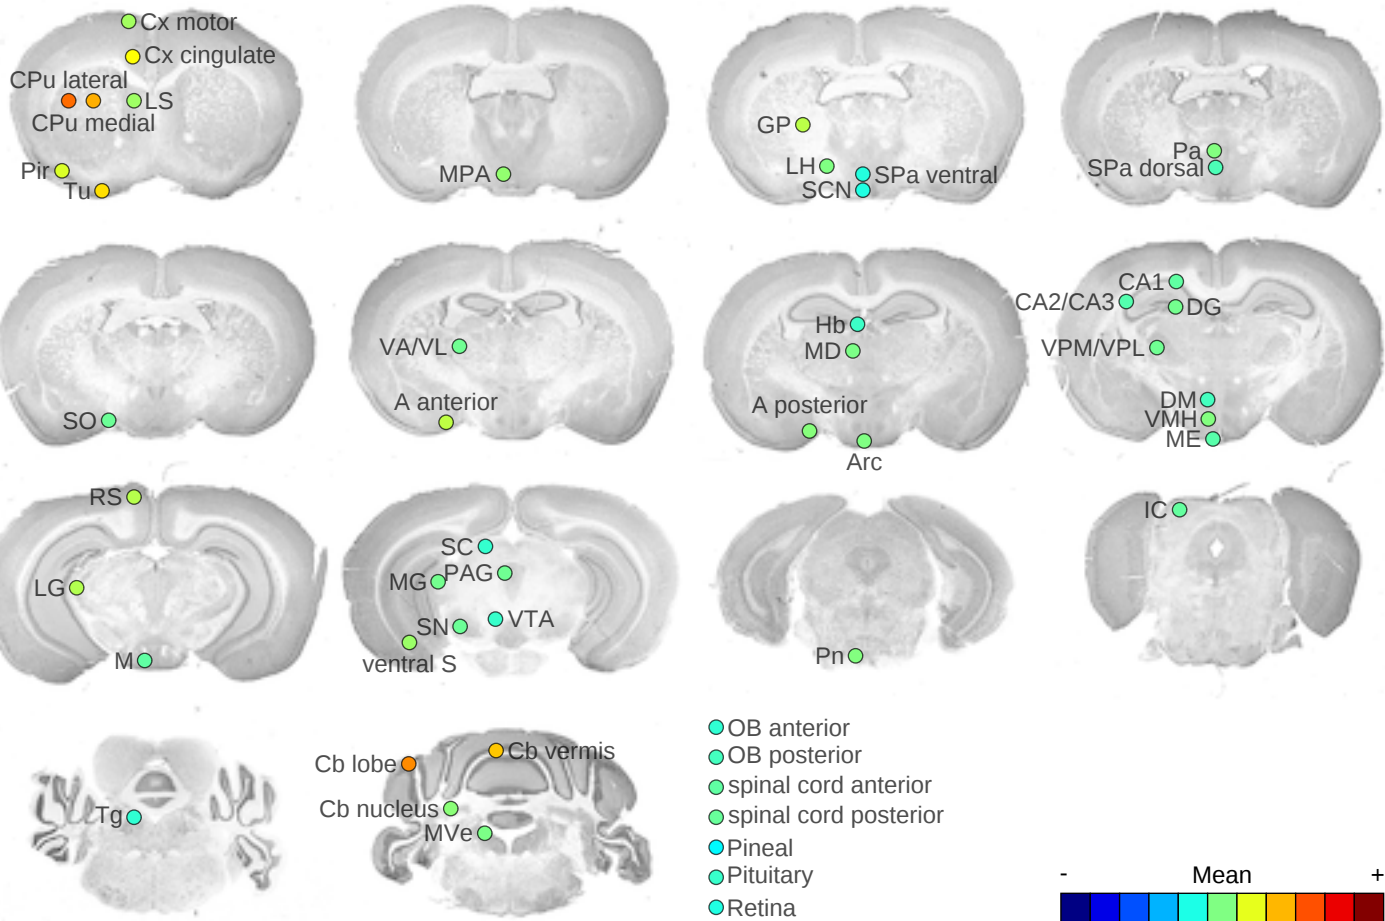 Cx motor
Cx cingulate
CPu lateral
LS
CPu medial
Pir
Tu
MPA
GP
LH
SPa ventral
SCN
Pa
SPa dorsal
SO
VA/VL
A anterior
Hb
MD
A posterior
Arc
CA1
CA2/CA3
DG
VPM/VPL
DM
VMH
ME
RS
LG
M
SC
MG
PAG
SN
VTA
ventral S
Pn
IC
Tg
Cb lobe
Cb vermis
Cb nucleus
MVe
OB anterior
OB posterior
spinal cord anterior
spinal cord posterior
Pineal
Pituitary
Retina
- Mean +